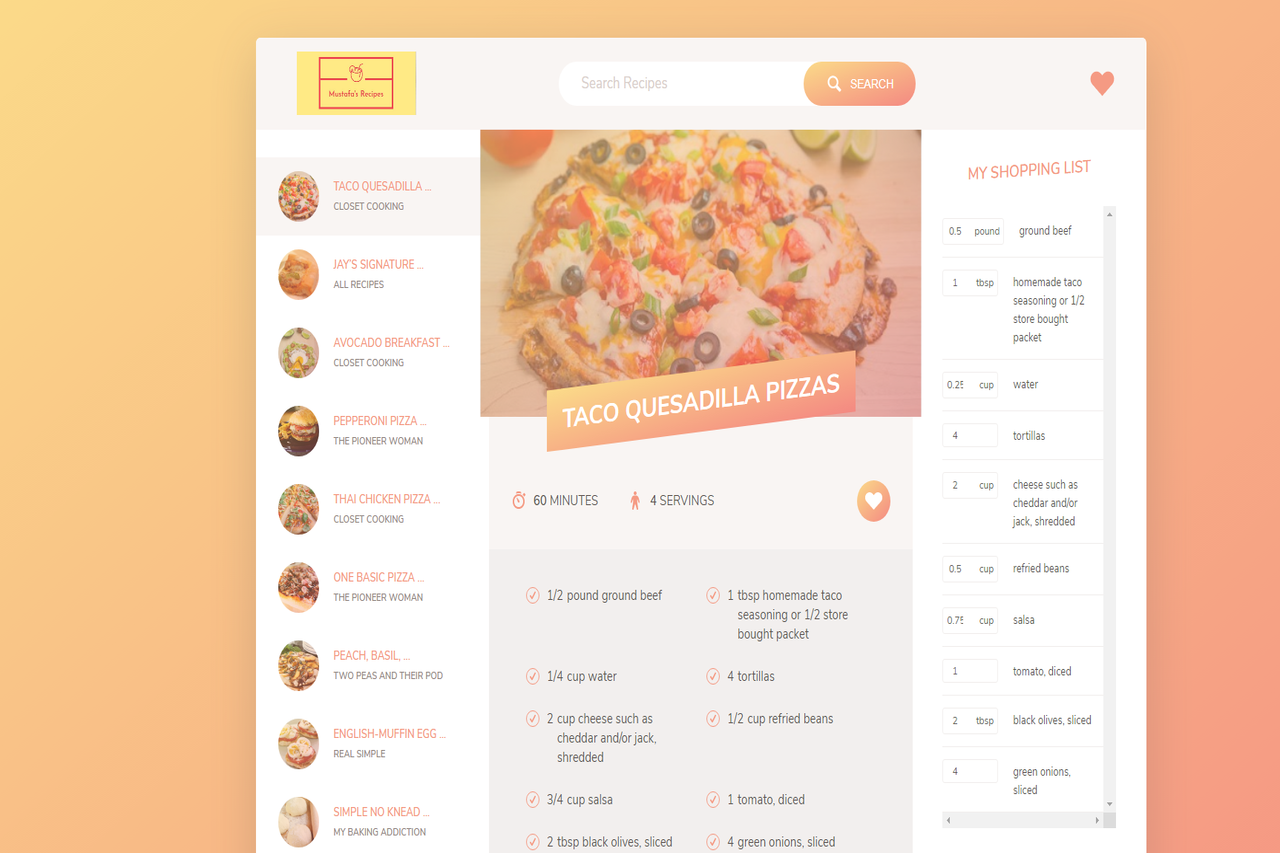 Mustafa's Recipes
Search Recipes
SEARCH
TACO QUESADILLA ...
CLOSET COOKING
JAY'S SIGNATURE ...
ALL RECIPES
AVOCADO BREAKFAST ...
CLOSET COOKING
PEPPERONI PIZZA ...
THE PIONEER WOMAN
THAI CHICKEN PIZZA ...
CLOSET COOKING
ONE BASIC PIZZA ...
THE PIONEER WOMAN
PEACH, BASIL, ...
TWO PEAS AND THEIR POD
ENGLISH-MUFFIN EGG ...
REAL SIMPLE
SIMPLE NO KNEAD ...
MY BAKING ADDICTION
TACO QUESADILLA PIZZAS
60 MINUTES
4 SERVINGS
1/2 pound ground beef
1 tbsp homemade taco
seasoning or 1/2 store
bought packet
1/4 cup water
4 tortillas
2 cup cheese such as
cheddar and/or jack,
shredded
1/2 cup refried beans
3/4 cup salsa
1 tomato, diced
2 tbsp black olives, sliced
4 green onions, sliced
MY SHOPPING LIST
0.5 pound ground beef
1 tbsp homemade taco
seasoning or 1/2
store bought
packet
0.25 cup water
4 tortillas
2 cup cheese such as
cheddar and/or
jack, shredded
0.5 cup refried beans
0.75 cup salsa
1 tomato, diced
2 tbsp black olives, sliced
4 green onions,
sliced